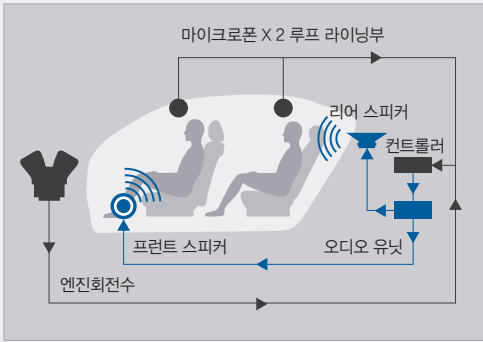 마이크로폰 X 2 루프 라이닝부
리어 스피커
컨트롤러
프런트 스피커
오디오 유닛
엔진회전수